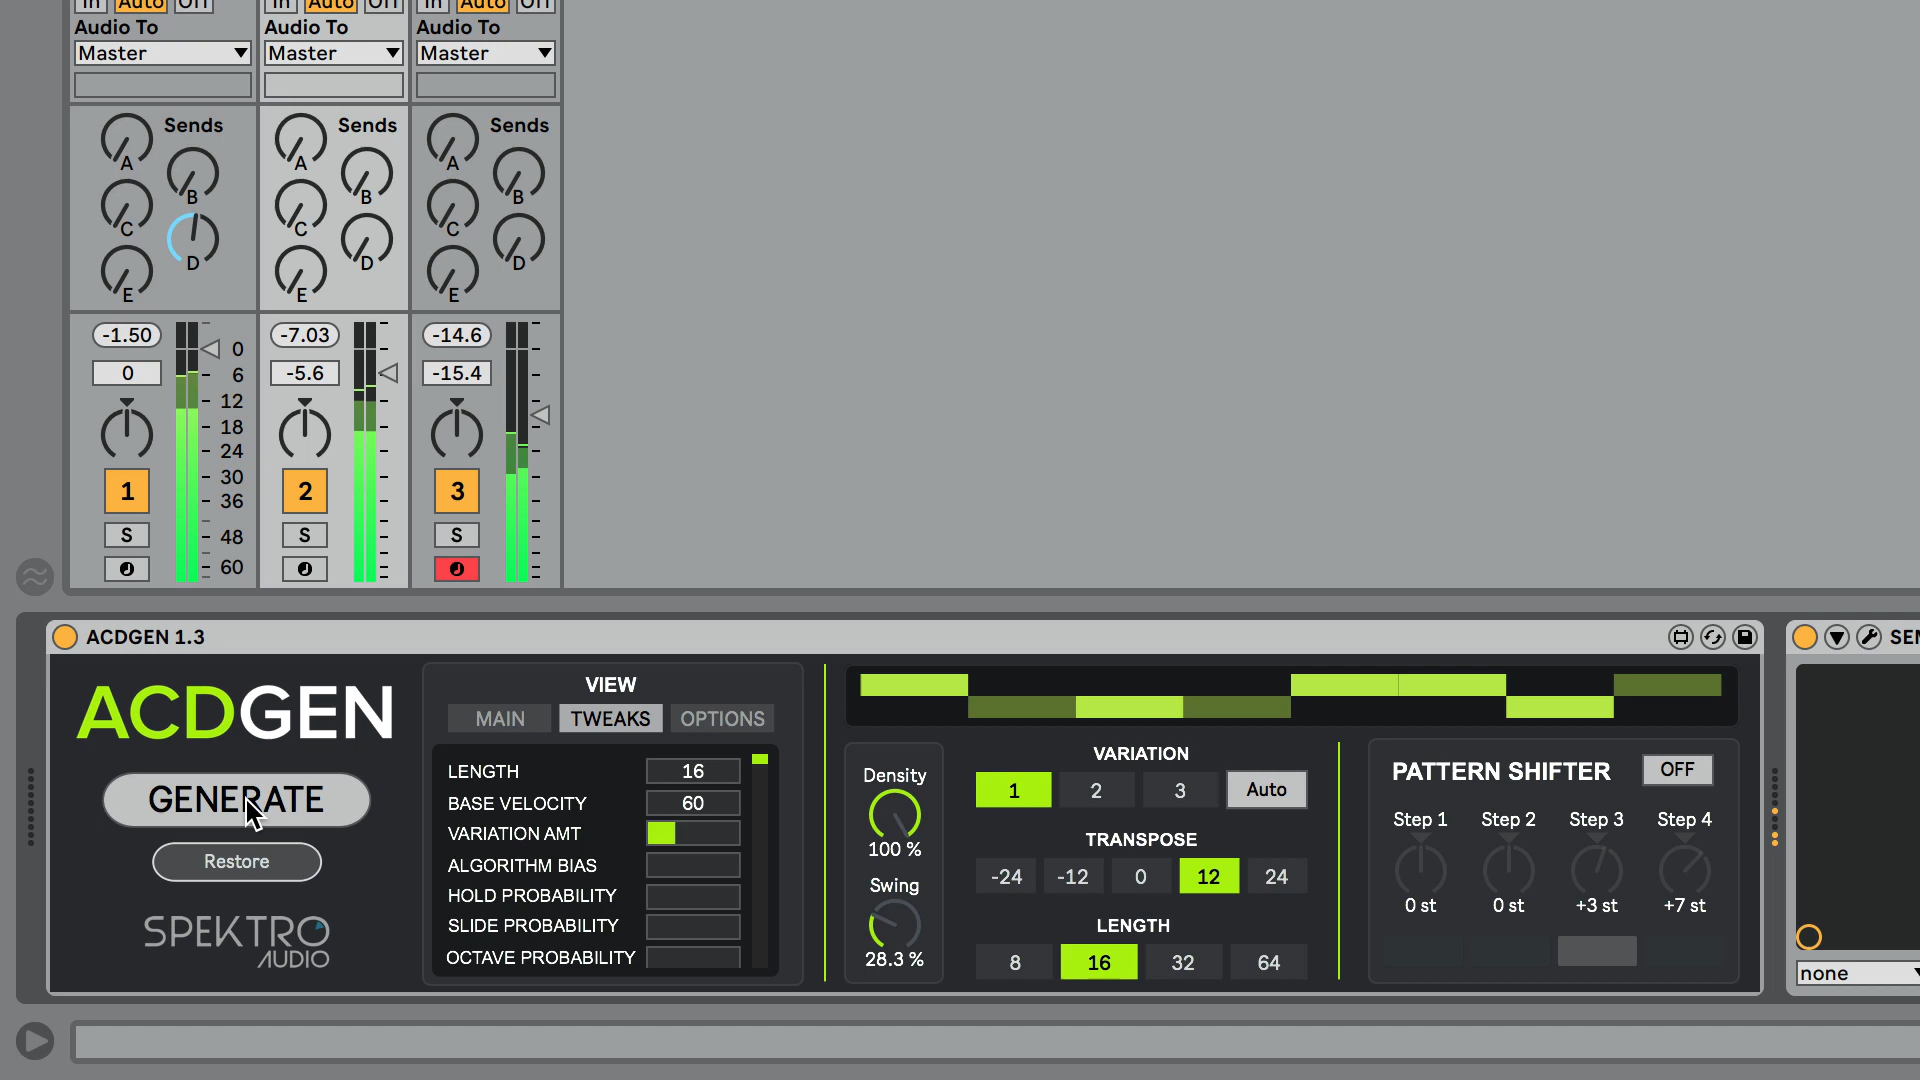 In Auto Off In Auto Off In Auto Off
Audio To Audio To Audio To
Master Master Master
Sends Sends Sends
A A A
B B B
C C C
D D D
E E E
-1.50 -7.03 -14.6
0 -5.6 -15.4
0
6
12
18
24
30
36
48
60
1 2 3
S S S
ACDGEN 1.3
ACDGEN
GENERATE
Restore
SPEKTRO
AUDIO
VIEW
MAIN TWEAKS OPTIONS
LENGTH 16
BASE VELOCITY 60
VARIATION AMT
ALGORITHM BIAS
HOLD PROBABILITY
SLIDE PROBABILITY
OCTAVE PROBABILITY
Density
100 %
Swing
28.3 %
VARIATION
1 2 3 Auto
TRANSPOSE
-24 -12 0 12 24
LENGTH
8 16 32 64
PATTERN SHIFTER OFF
Step 1 Step 2 Step 3 Step 4
0 st 0 st +3 st +7 st
none